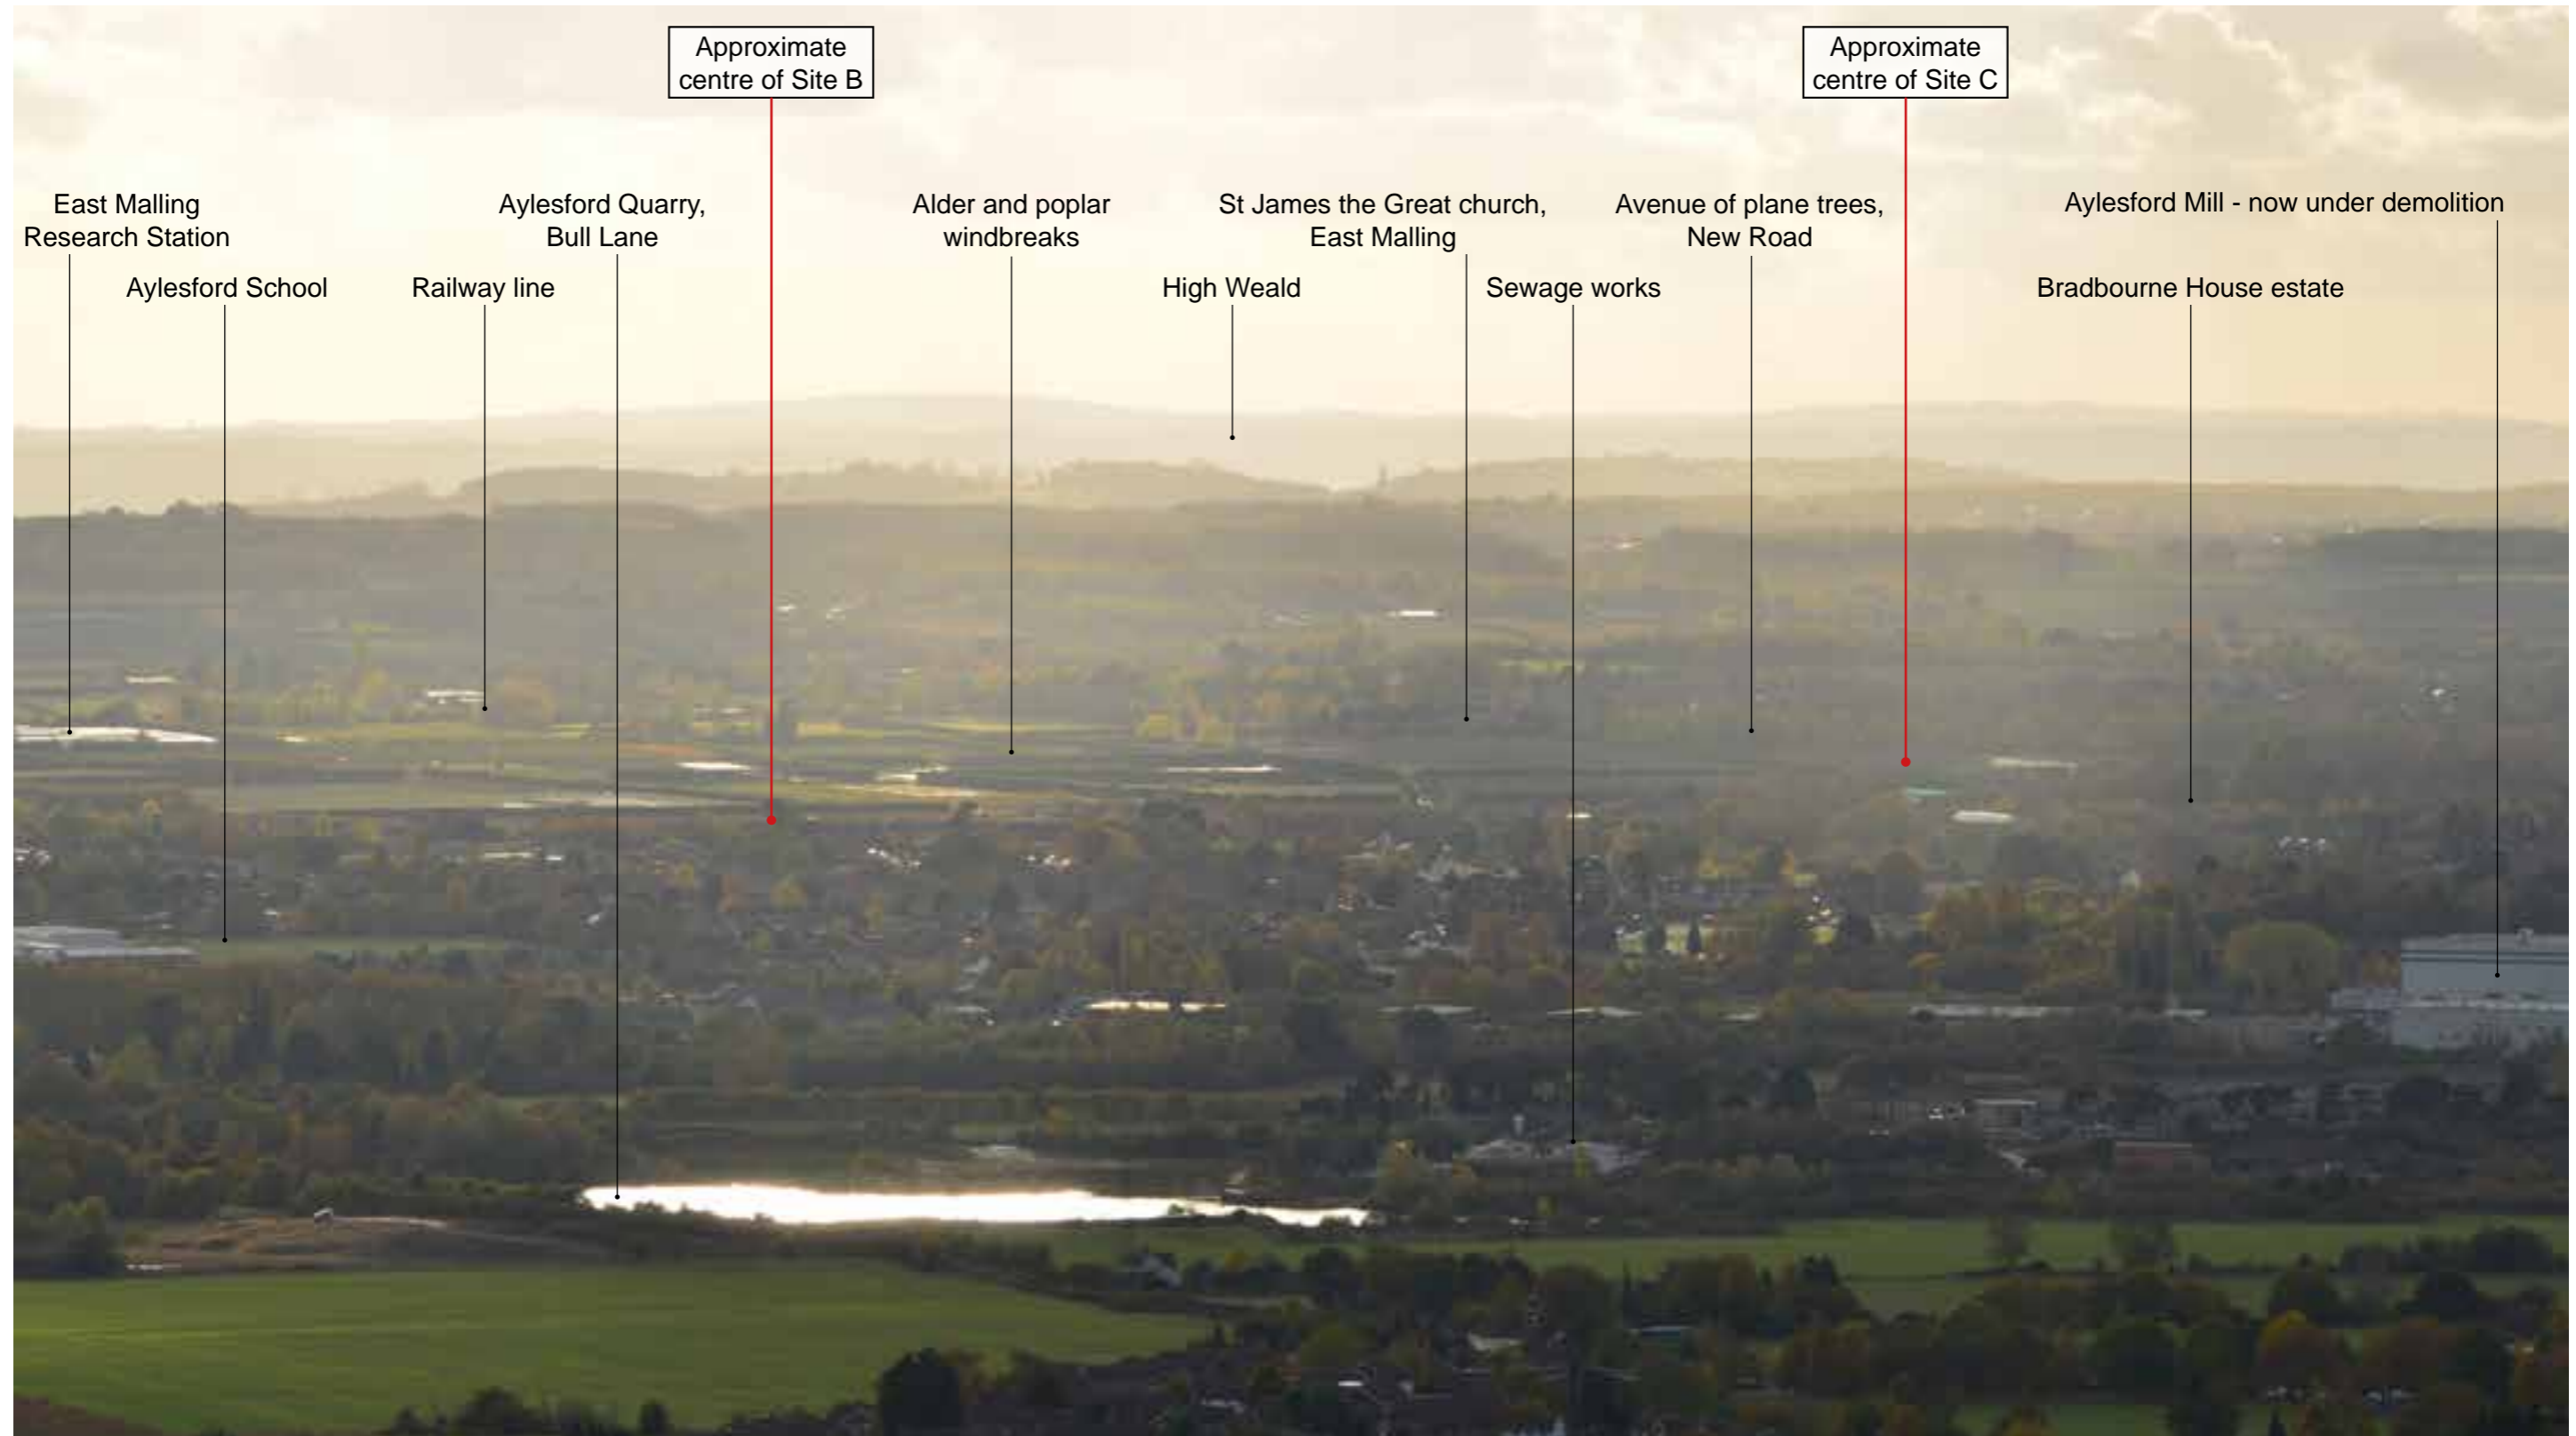 Approximate
centre of Site B
Approximate
centre of Site C
East Malling
Research Station
Aylesford Quarry,
Bull Lane
Alder and poplar
windbreaks
St James the Great church,
East Malling
Avenue of plane trees,
New Road
Aylesford Mill - now under demolition
Aylesford School
Railway line
High Weald
Sewage works
Bradbourne House estate